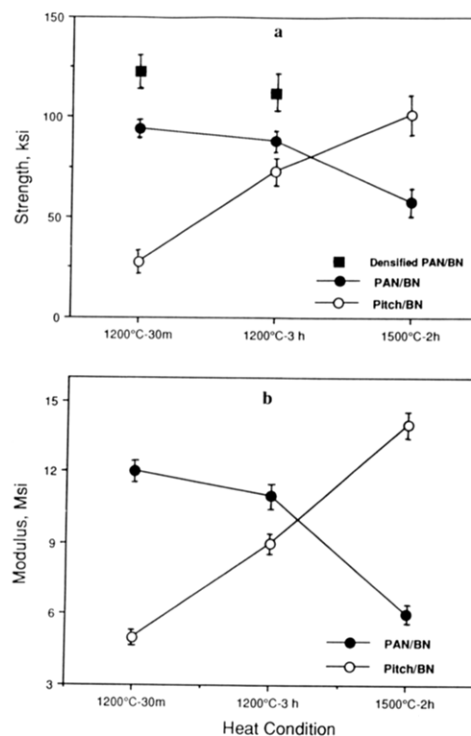 a
150
100
50
0
Strength, ksi
Densified PAN/BN
PAN/BN
Pitch/BN
1200°C-30m
1200°C-3 h
1500°C-2h
b
15
12
9
6
3
Modulus, Msi
PAN/BN
Pitch/BN
1200°C-30m
1200°C-3 h
1500°C-2h
Heat Condition